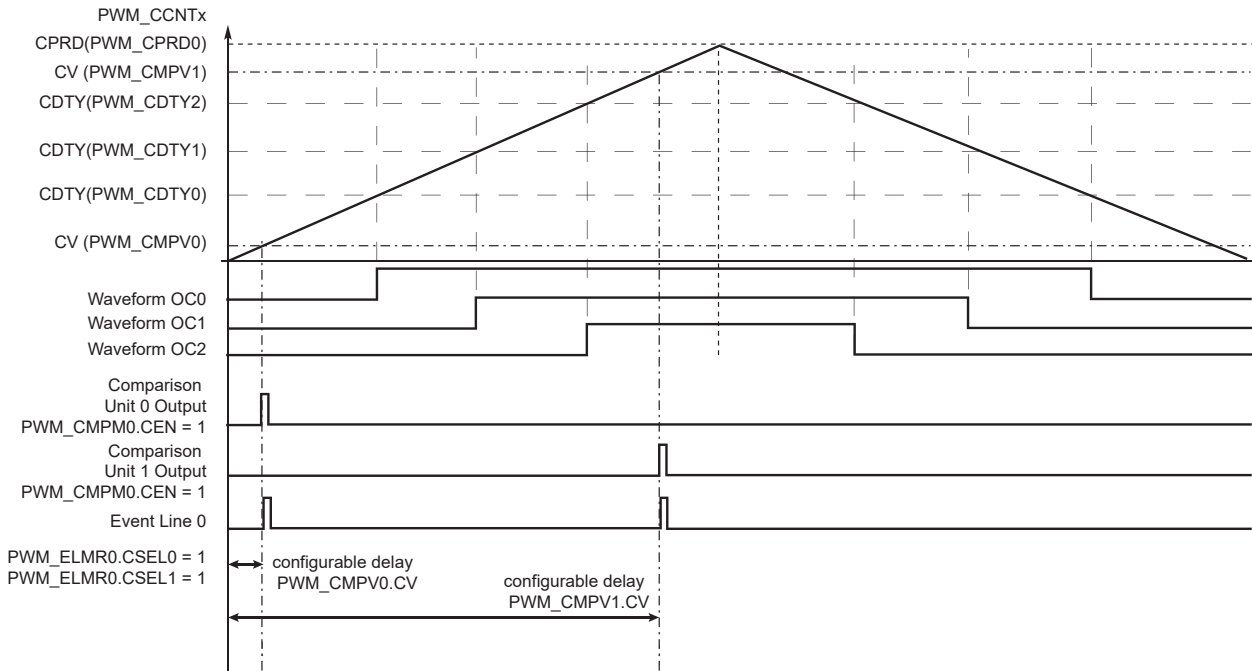 PWM_CCNTx
CPRD(PWM_CPRD0)
CV (PWM_CMPV1)
CDTY(PWM_CDTY2)
CDTY(PWM_CDTY1)
CDTY(PWM_CDTY0)
CV (PWM_CMPV0)
Waveform OC0
Waveform OC1
Waveform OC2
Comparison
Unit 0 Output
PWM_CMPM0.CEN = 1
Comparison
Unit 1 Output
PWM_CMPM0.CEN = 1
Event Line 0
PWM_ELMR0.CSEL0 = 1
PWM_ELMR0.CSEL1 = 1
configurable delay
PWM_CMPV0.CV
configurable delay
PWM_CMPV1.CV